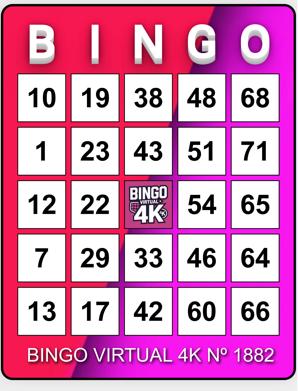 BINGO
10 19 38 48 68
1 23 43 51 71
12 22 BINGO VIRTUAL 4K 54 65
7 29 33 46 64
13 17 42 60 66
BINGO VIRTUAL 4K Nº 1882